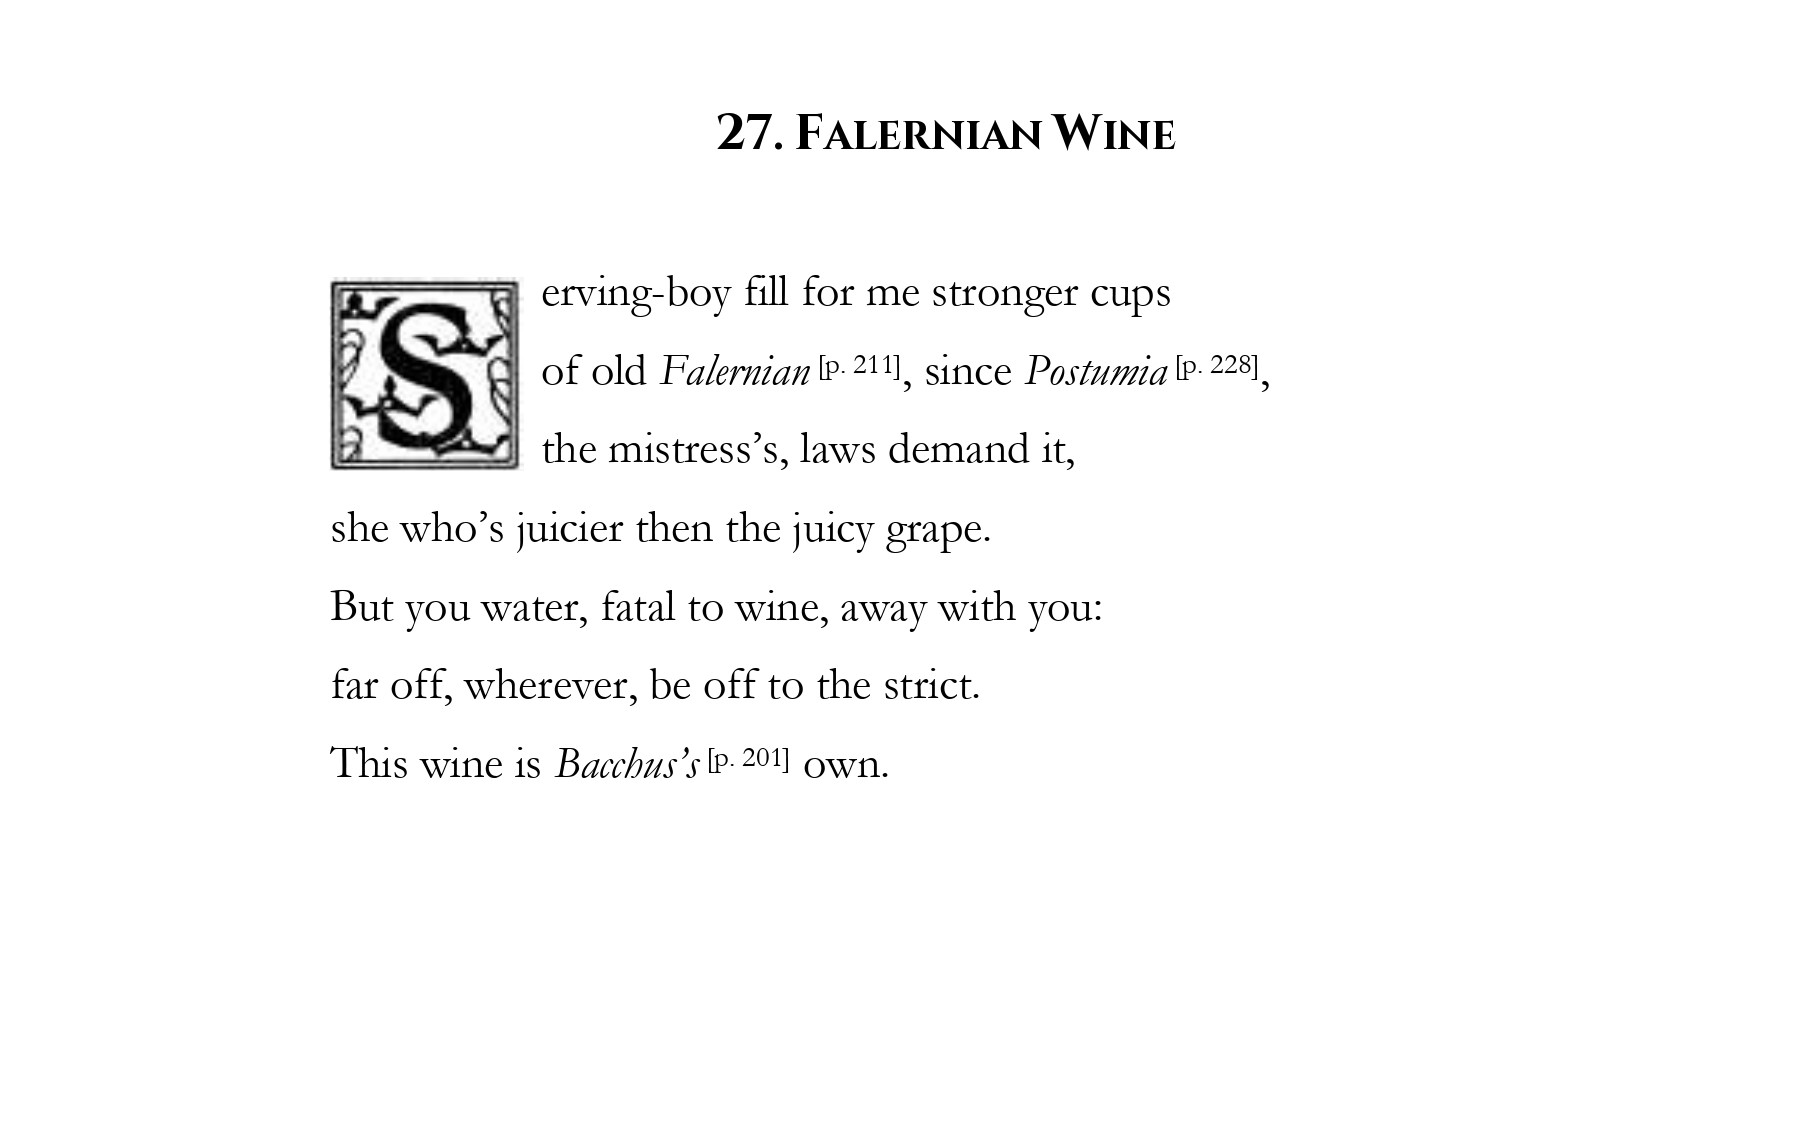 27. Falernian Wine
Serving-boy fill for me stronger cups
of old Falernian [p. 211], since Postumia [p. 228],
the mistress’s, laws demand it,
she who’s juicier then the juicy grape.
But you water, fatal to wine, away with you:
far off, wherever, be off to the strict.
This wine is Bacchus’s [p. 201] own.